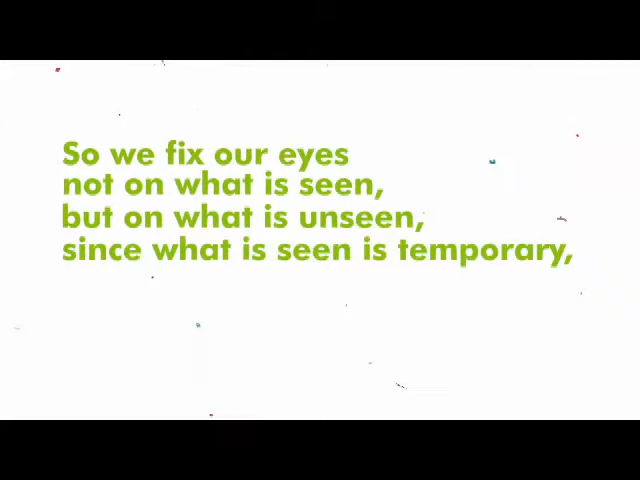 So we fix our eyes
not on what is seen,
but on what is unseen,
since what is seen is temporary,